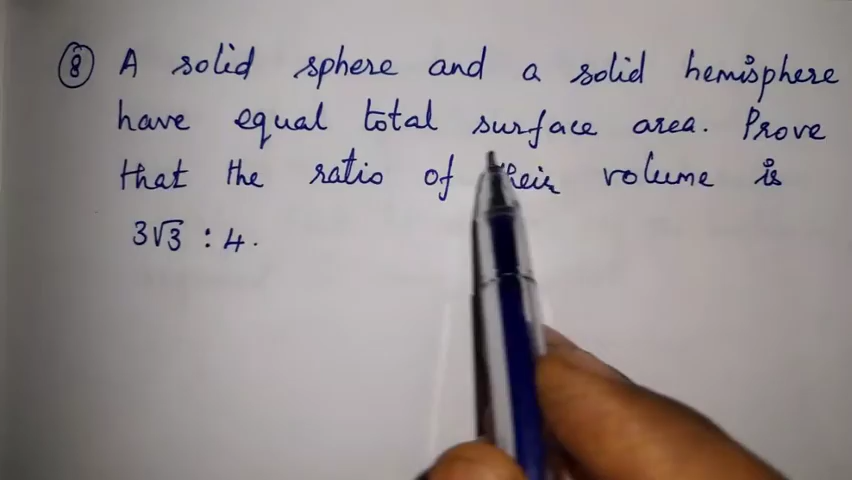 8 A solid sphere and a solid hemisphere
have equal total surface area. Prove
that the ratio of their volume is
3√3 : 4.